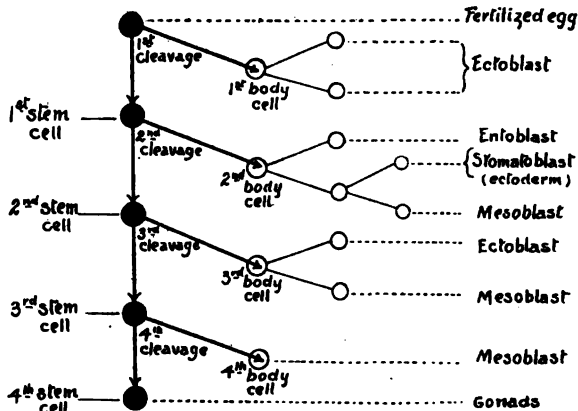 Fertilized egg
1st
cleavage
Ectoblast
1st body
cell
1st stem
cell
2nd
cleavage
Entoblast
Stomatoblast
(ectoderm)
2nd body
cell
Mesoblast
2nd stem
cell
3rd
cleavage
Ectoblast
3rd body
cell
Mesoblast
3rd stem
cell
4th
cleavage
Mesoblast
4th body
cell
4th stem
cell
Gonads